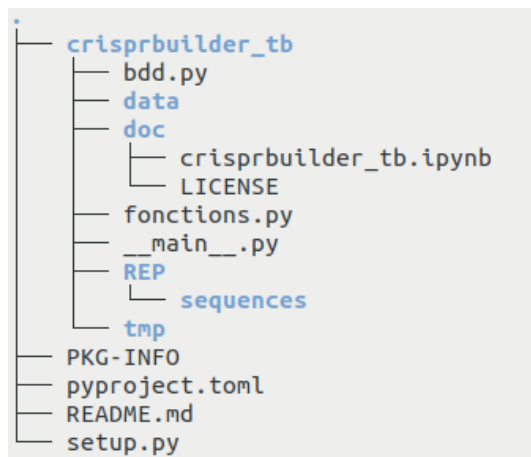 .
crisprbuilder_tb
bdd.py
data
doc
crisprbuilder_tb.ipynb
LICENSE
fonctions.py
__main__.py
REP
sequences
tmp
PKG-INFO
pyproject.toml
README.md
setup.py